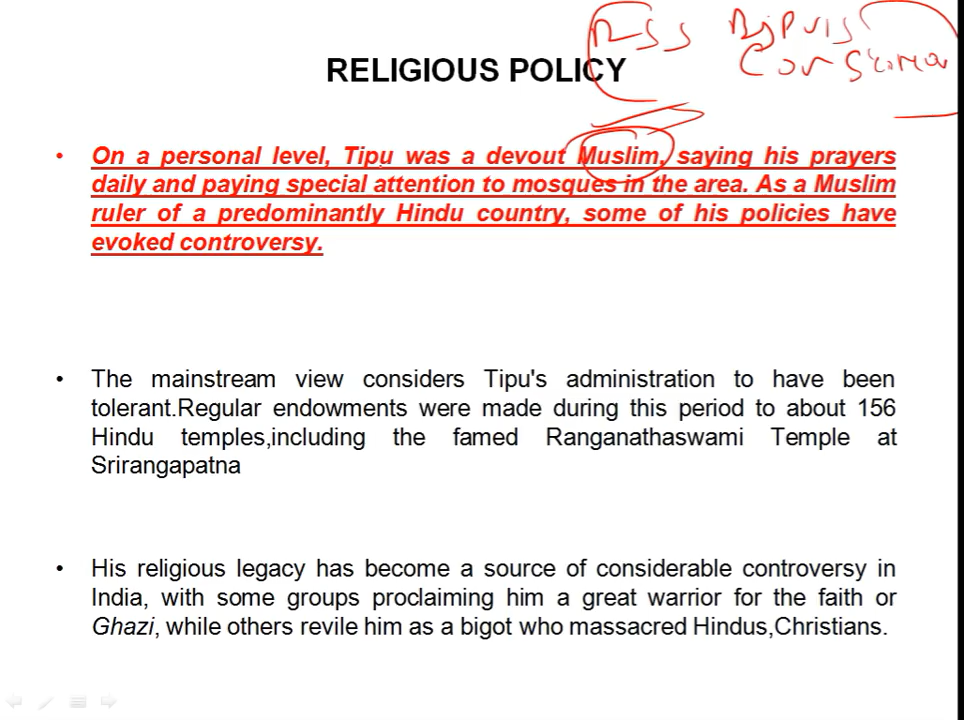 RSS
RELIGIOUS POLICY
• On a personal level, Tipu was a devout Muslim, saying his prayers
daily and paying special attention to mosques in the area. As a Muslim
ruler of a predominantly Hindu country, some of his policies have
evoked controversy.
• The mainstream view considers Tipu's administration to have been
tolerant.Regular endowments were made during this period to about 156
Hindu temples,including the famed Ranganathaswami Temple at
Srirangapatna
• His religious legacy has become a source of considerable controversy in
India, with some groups proclaiming him a great warrior for the faith or
Ghazi, while others revile him as a bigot who massacred Hindus,Christians.